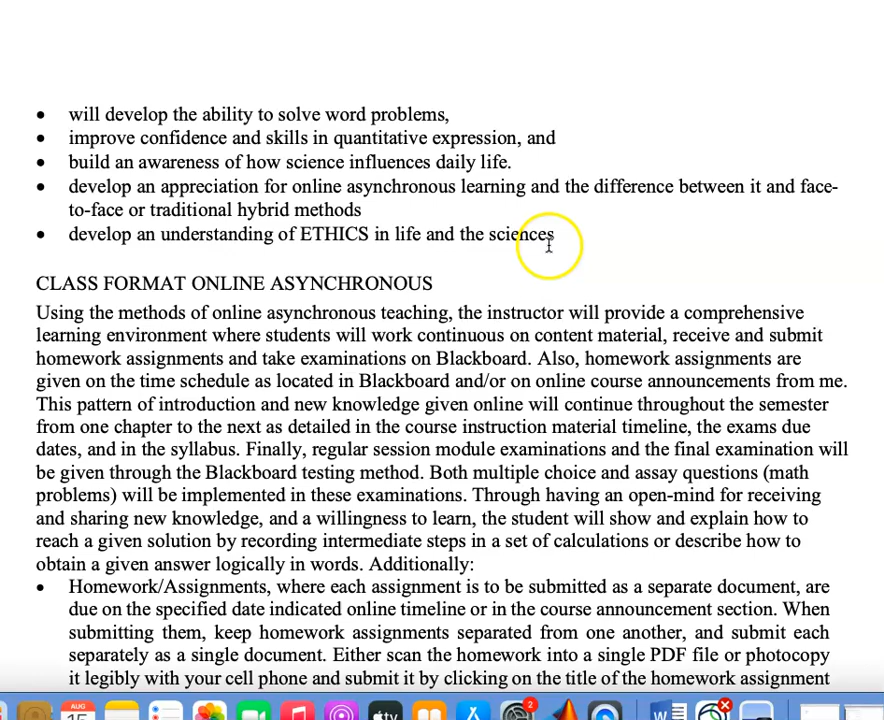 will develop the ability to solve word problems,
improve confidence and skills in quantitative expression, and
build an awareness of how science influences daily life.
develop an appreciation for online asynchronous learning and the difference between it and face-
to-face or traditional hybrid methods
develop an understanding of ETHICS in life and the sciences
CLASS FORMAT ONLINE ASYNCHRONOUS
Using the methods of online asynchronous teaching, the instructor will provide a comprehensive
learning environment where students will work continuous on content material, receive and submit
homework assignments and take examinations on Blackboard. Also, homework assignments are
given on the time schedule as located in Blackboard and/or on online course announcements from me.
This pattern of introduction and new knowledge given online will continue throughout the semester
from one chapter to the next as detailed in the course instruction material timeline, the exams due
dates, and in the syllabus. Finally, regular session module examinations and the final examination will
be given through the Blackboard testing method. Both multiple choice and assay questions (math
problems) will be implemented in these examinations. Through having an open-mind for receiving
and sharing new knowledge, and a willingness to learn, the student will show and explain how to
reach a given solution by recording intermediate steps in a set of calculations or describe how to
obtain a given answer logically in words. Additionally:
Homework/Assignments, where each assignment is to be submitted as a separate document, are
due on the specified date indicated online timeline or in the course announcement section. When
submitting them, keep homework assignments separated from one another, and submit each
separately as a single document. Either scan the homework into a single PDF file or photocopy
it legibly with your cell phone and submit it by clicking on the title of the homework assignment
AUG
tv
2
W